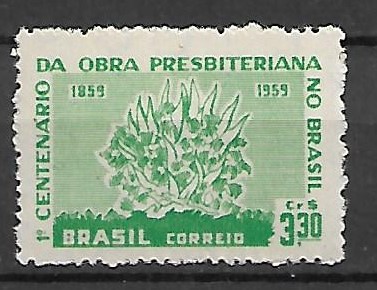 1º CENTENÁRIO DA OBRA PRESBITERIANA NO BRASIL
1859 1959
CR$
3,30
BRASIL CORREIO